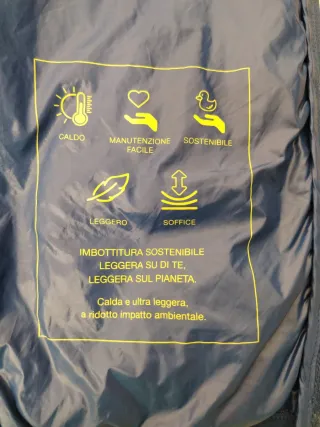 CALDO
MANUTENZIONE
FACILE
SOSTENIBILE
LEGGERO
SOFFICE
IMBOTTITURA SOSTENIBILE
LEGGERA SU DI TE,
LEGGERA SUL PIANETA.
Calda e ultra leggera,
a ridotto impatto ambientale.